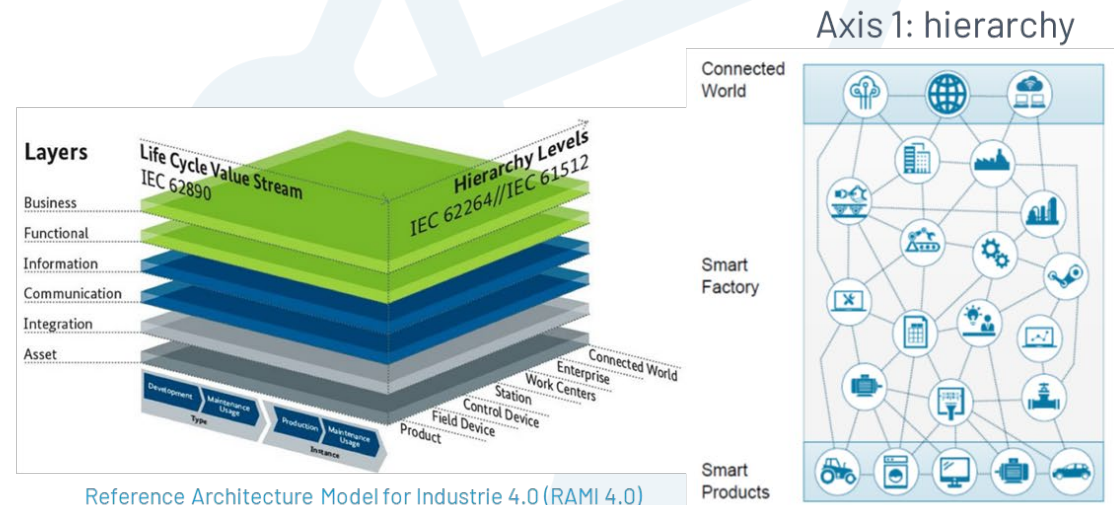 Axis 1: hierarchy
Layers
Business
Functional
Information
Communication
Integration
Asset
Life Cycle Value Stream
IEC 62890
Hierarchy Levels
IEC 62264//IEC 61512
Development
Maintenance
Usage
Type
Production
Maintenance
Usage
Instance
Product
Field Device
Control Device
Station
Work Centers
Enterprise
Connected World
Reference Architecture Model for Industrie 4.0 (RAMI 4.0)
Connected
World
Smart
Factory
Smart
Products